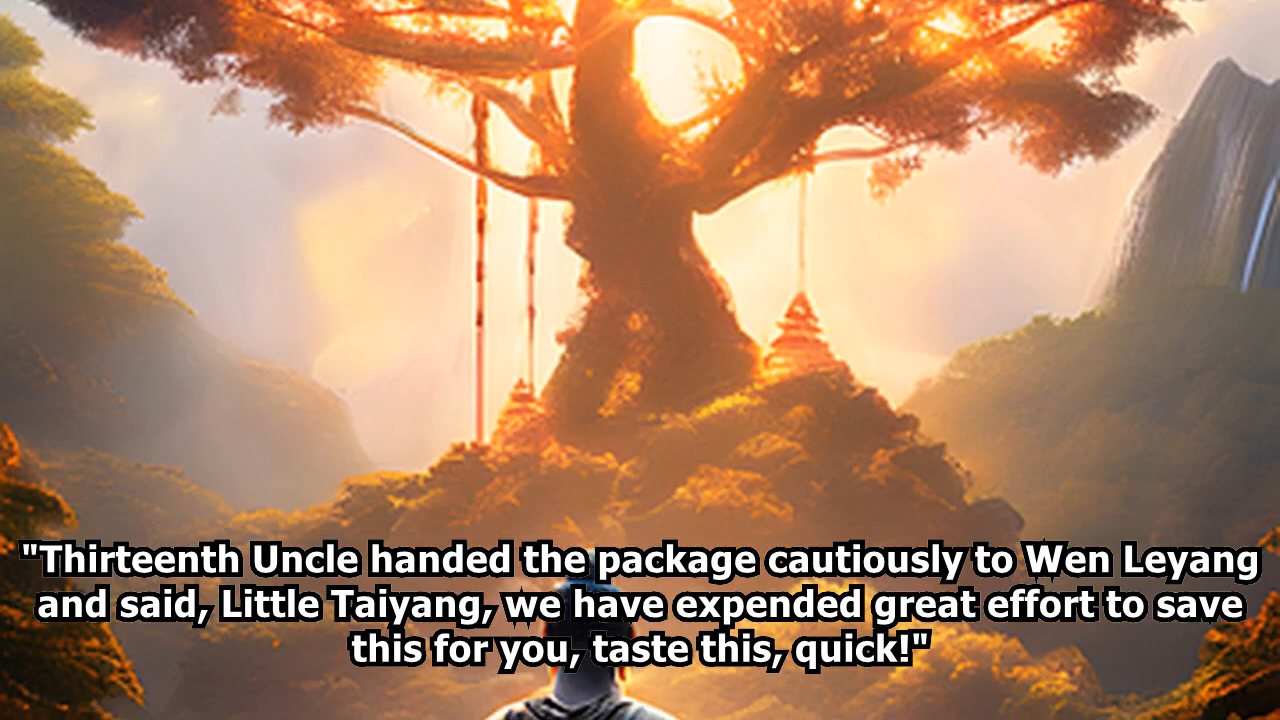 "Thirteenth Uncle handed the package cautiously to Wen Leyang
and said, Little Taiyang, we have expended great effort to save
this for you, taste this, quick!"